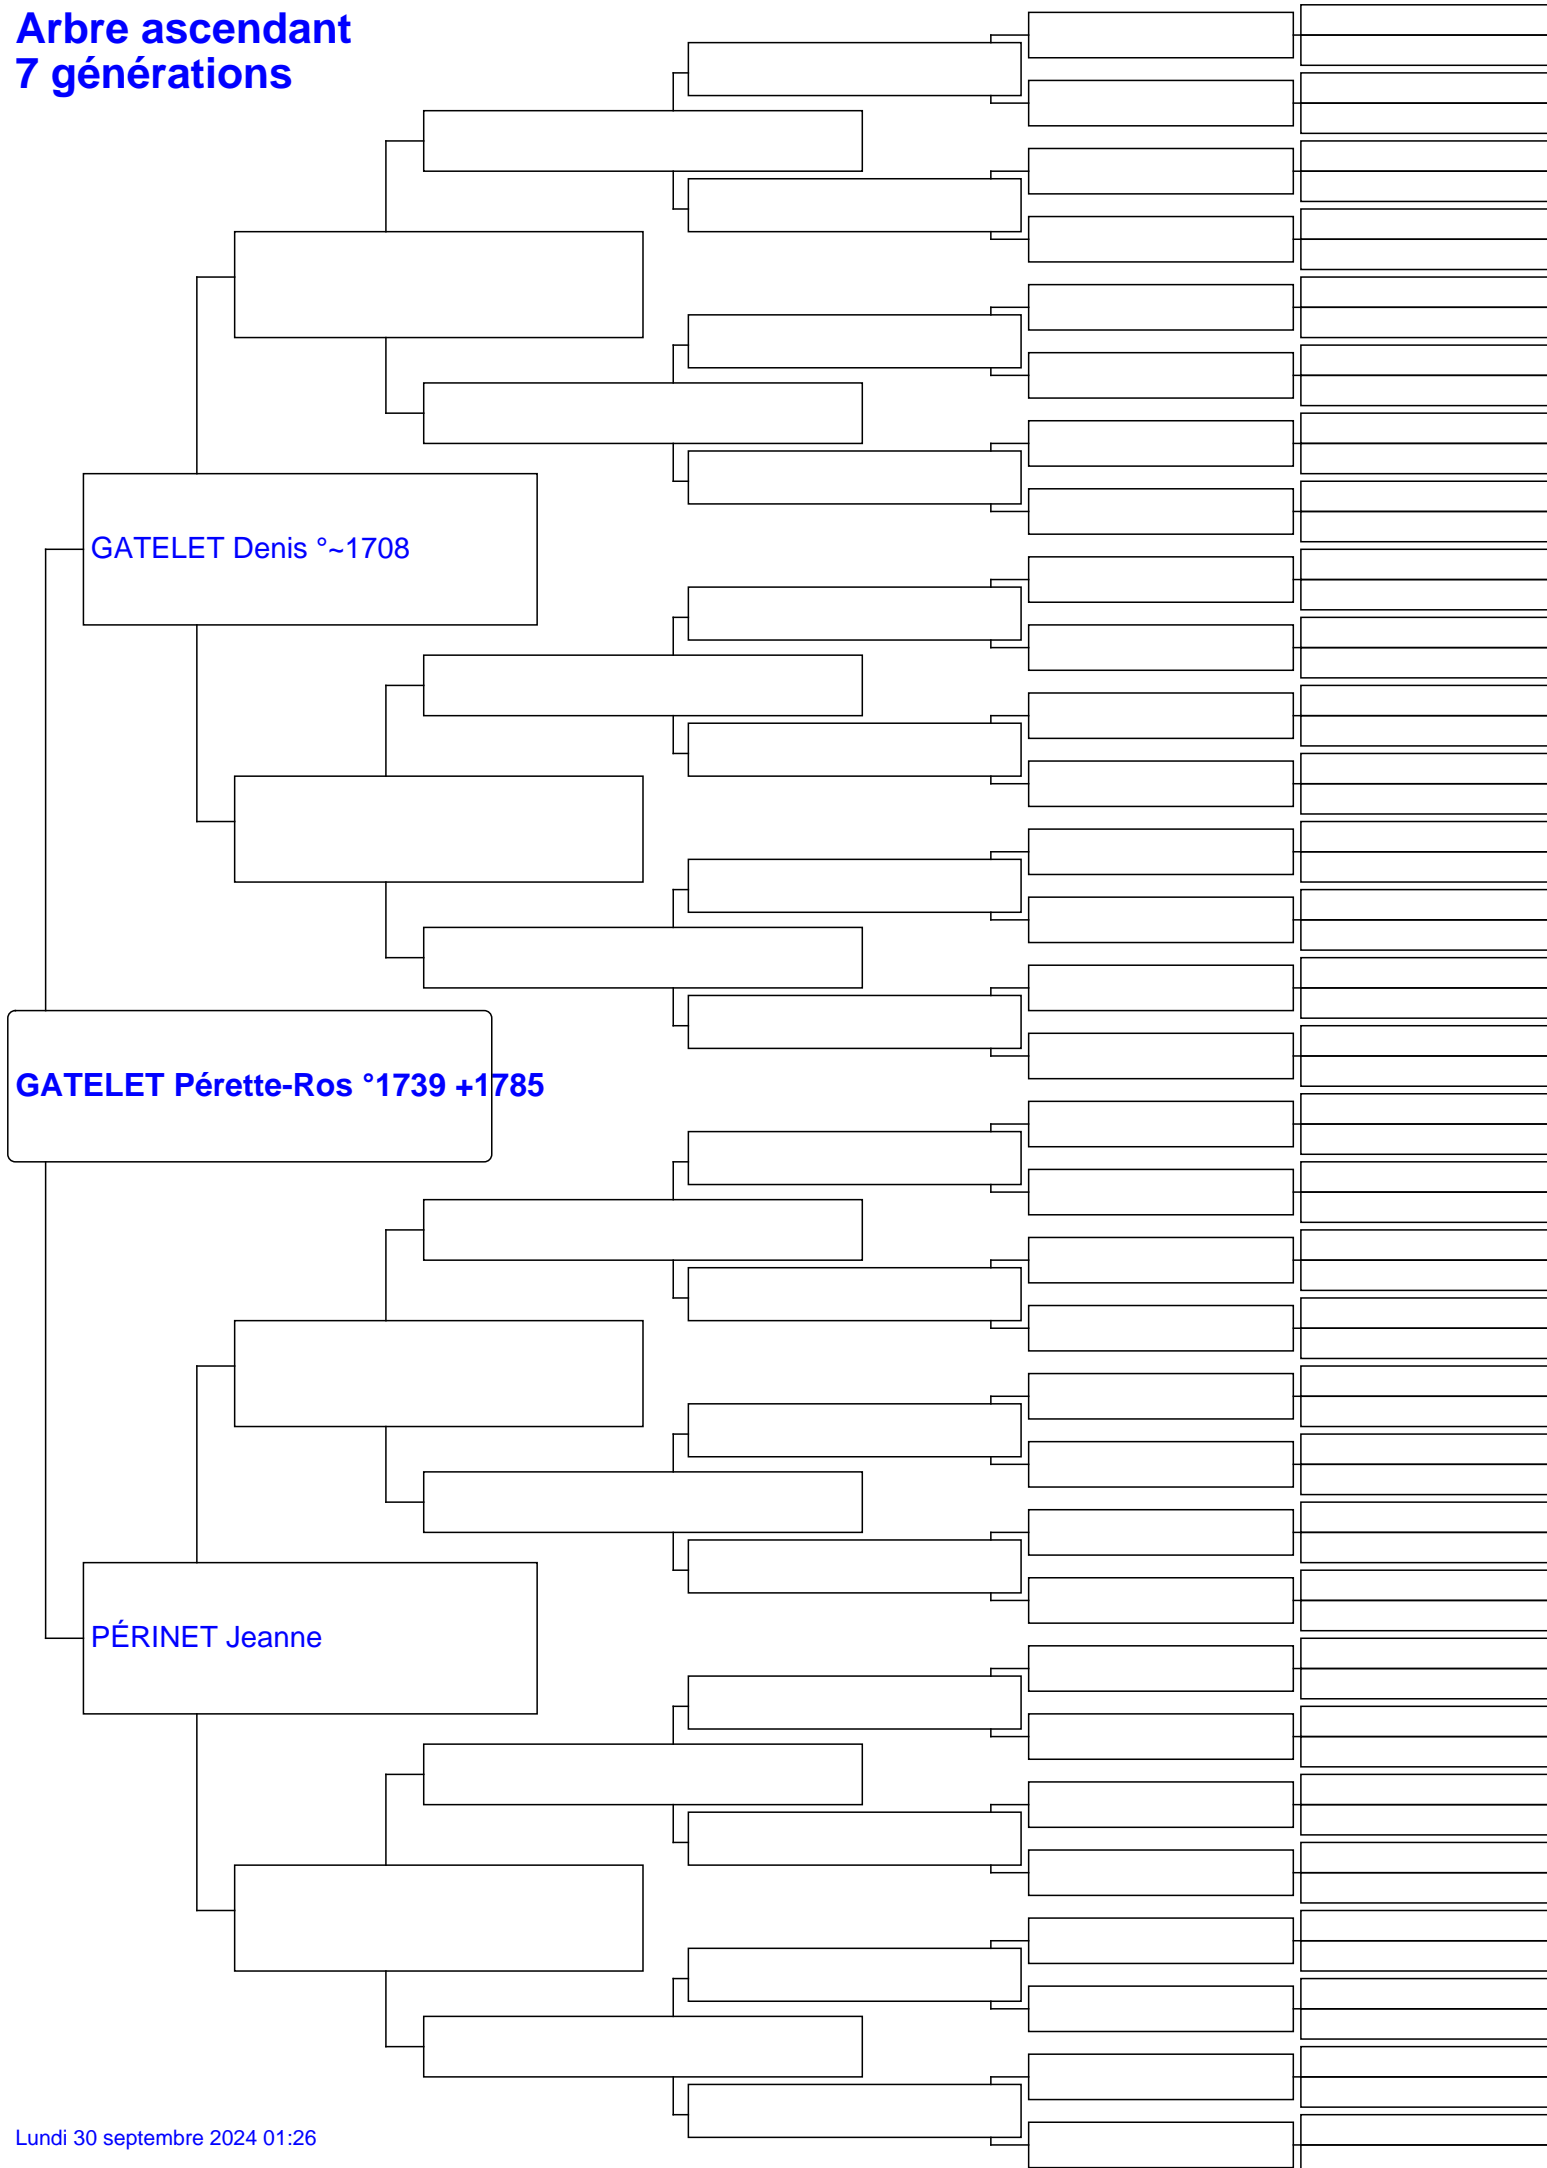 Arbre ascendant
7 générations
GATELET Denis °~1708
GATELET Pérette-Ros °1739 +1785
PÉRINET Jeanne
Lundi 30 septembre 2024 01:26